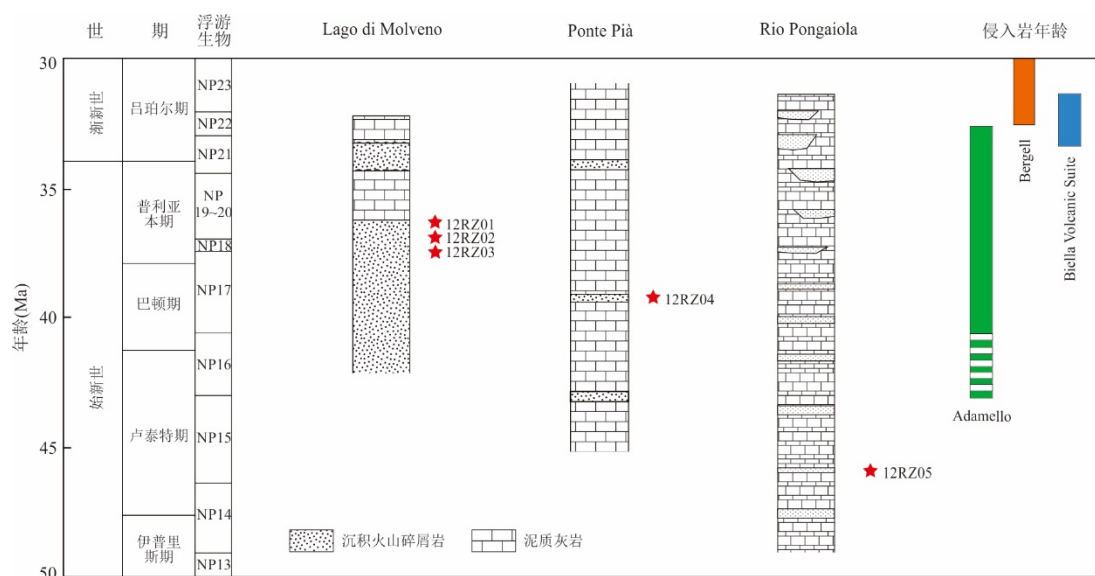 世
期
浮游
生物
Lago di Molveno
Ponte Pià
Rio Pongaiola
侵入岩年龄
年龄(Ma)
30
35
40
45
50
渐新世
始新世
吕珀尔期
普利亚
本期
巴顿期
卢泰特期
伊普里
斯期
NP23
NP22
NP21
NP
19~20
NP18
NP17
NP16
NP15
NP14
NP13
12RZ01
12RZ02
12RZ03
12RZ04
12RZ05
沉积火山碎屑岩
泥质灰岩
Adamello
Bergell
Biella Volcanic Suite